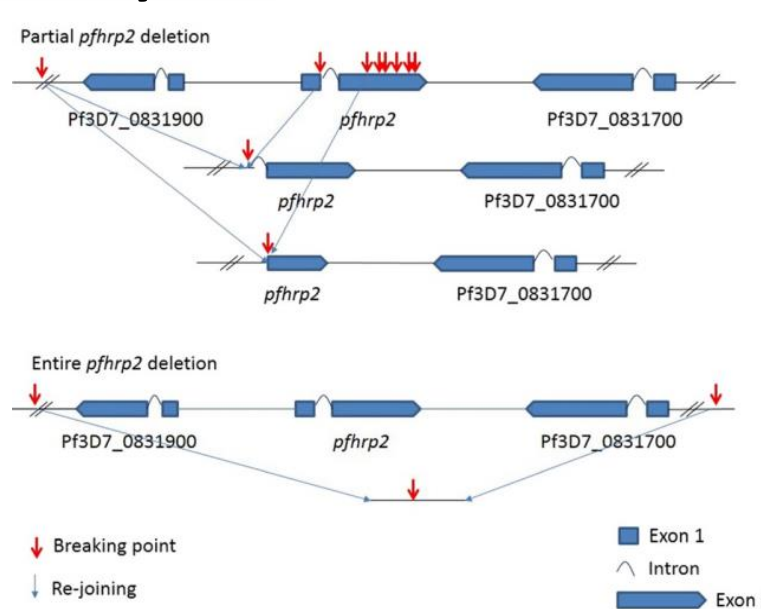 Partial pfhrp2 deletion
Pf3D7_0831900 pfhrp2 Pf3D7_0831700
pfhrp2 Pf3D7_0831700
pfhrp2 Pf3D7_0831700
Entire pfhrp2 deletion
Pf3D7_0831900 pfhrp2 Pf3D7_0831700
Breaking point
Re-joining
Exon 1
Intron
Exon